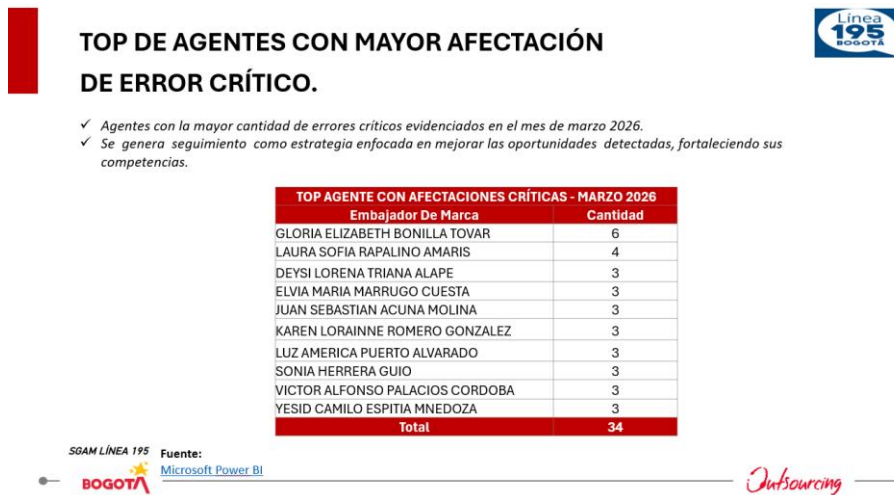 Línea
195
BOGOTÁ
TOP DE AGENTES CON MAYOR AFECTACIÓN
DE ERROR CRÍTICO.
✓ Agentes con la mayor cantidad de errores críticos evidenciados en el mes de marzo 2026.
✓ Se genera seguimiento como estrategia enfocada en mejorar las oportunidades detectadas, fortaleciendo sus
competencias.
TOP AGENTE CON AFECTACIONES CRÍTICAS - MARZO 2026
Embajador De Marca Cantidad
GLORIA ELIZABETH BONILLA TOVAR 6
LAURA SOFIA RAPALINO AMARIS 4
DEYSI LORENA TRIANA ALAPE 3
ELVIA MARIA MARRUGO CUESTA 3
JUAN SEBASTIAN ACUNA MOLINA 3
KAREN LORAINNE ROMERO GONZALEZ 3
LUZ AMERICA PUERTO ALVARADO 3
SONIA HERRERA GUIO 3
VICTOR ALFONSO PALACIOS CORDOBA 3
YESID CAMILO ESPITIA MNEDOZA 3
Total 34
SGAM LÍNEA 195
Fuente:
Microsoft Power BI
BOGOTÁ
Outsourcing